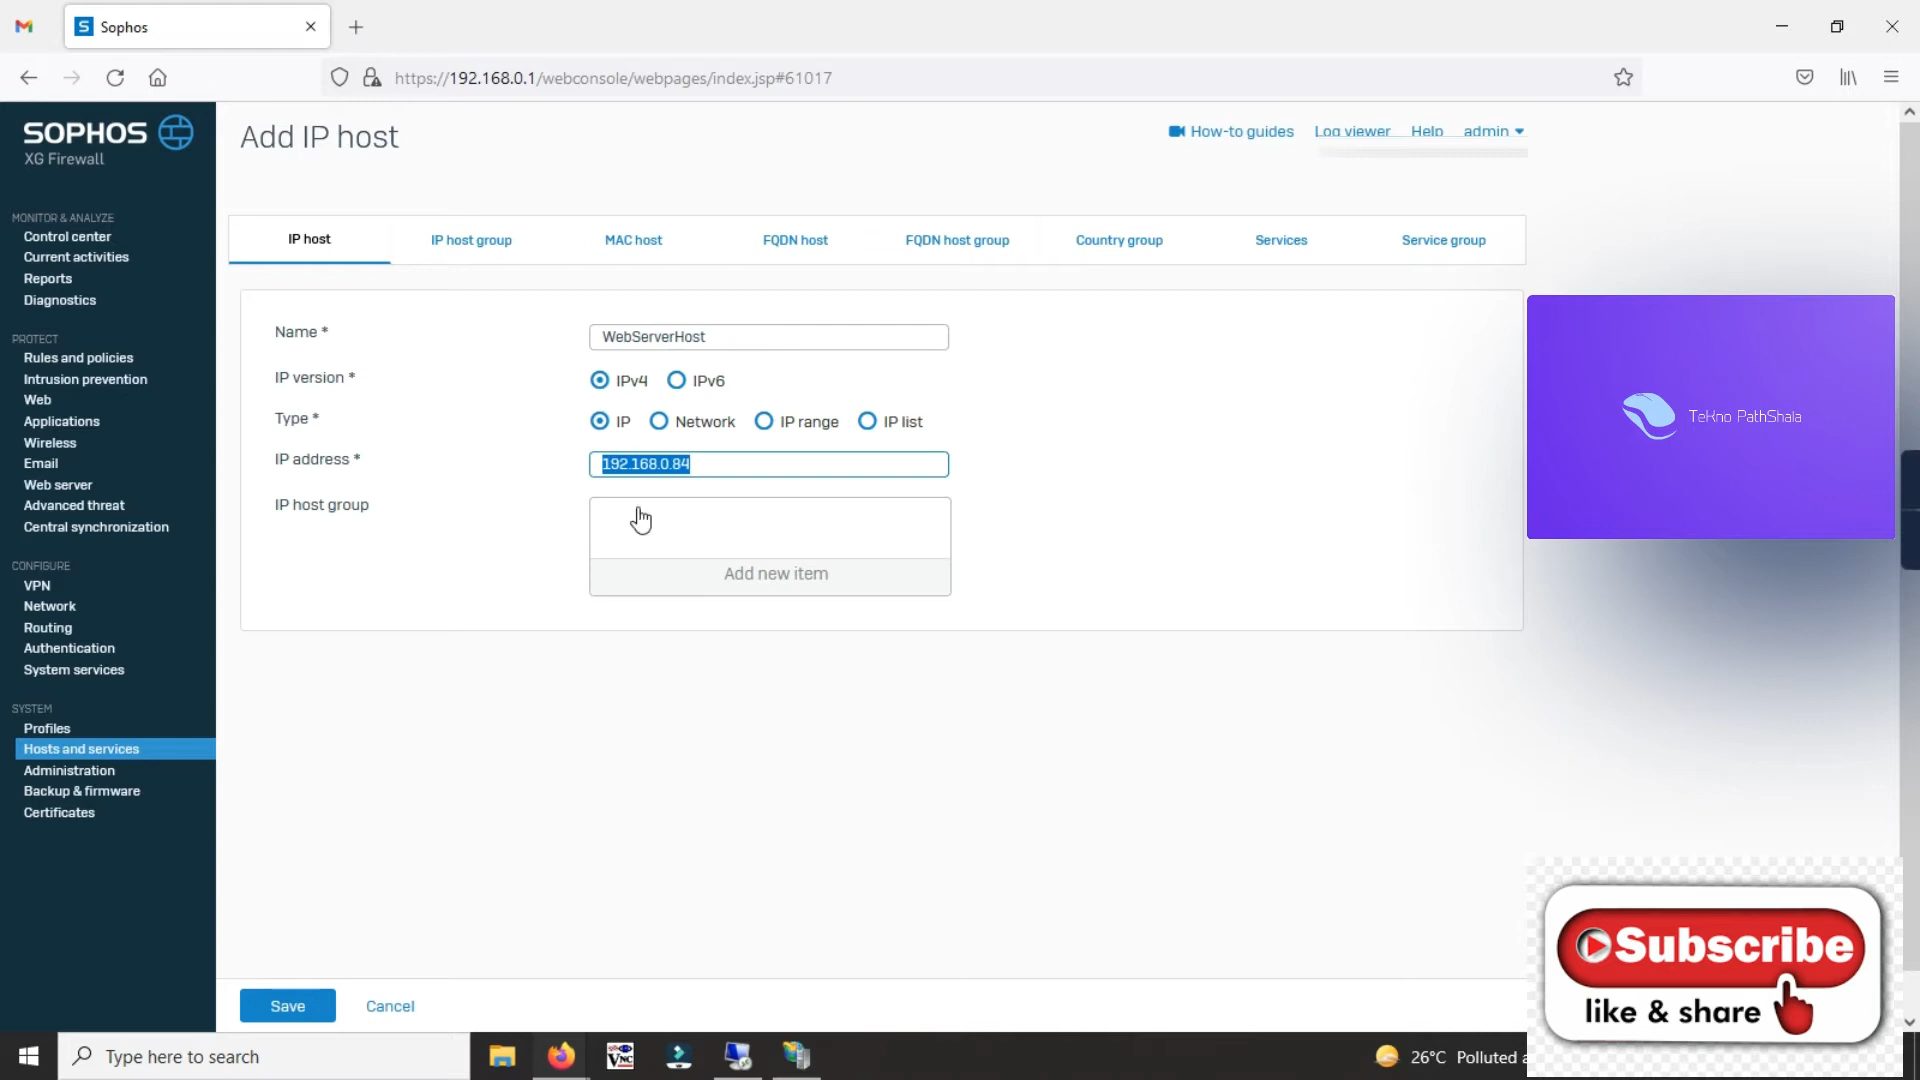 Sophos
https://192.168.0.1/webconsole/webpages/index.jsp#61017
SOPHOS
XG Firewall
MONITOR & ANALYZE
Control center
Current activities
Reports
Diagnostics
PROTECT
Rules and policies
Intrusion prevention
Web
Applications
Wireless
Email
Web server
Advanced threat
Central synchronization
CONFIGURE
VPN
Network
Routing
Authentication
System services
SYSTEM
Profiles
Hosts and services
Administration
Backup & firmware
Certificates
Add IP host
How-to guides Log viewer Help admin
IP host IP host group MAC host FQDN host FQDN host group Country group Services Service group
Name * WebServerHost
IP version * IPv4 IPv6
Type * IP Network IP range IP list
IP address * 192.168.0.84
IP host group
Add new item
TeKno PathShala
Save Cancel
Subscribe
like & share
Type here to search
VNC
26°C Polluted a